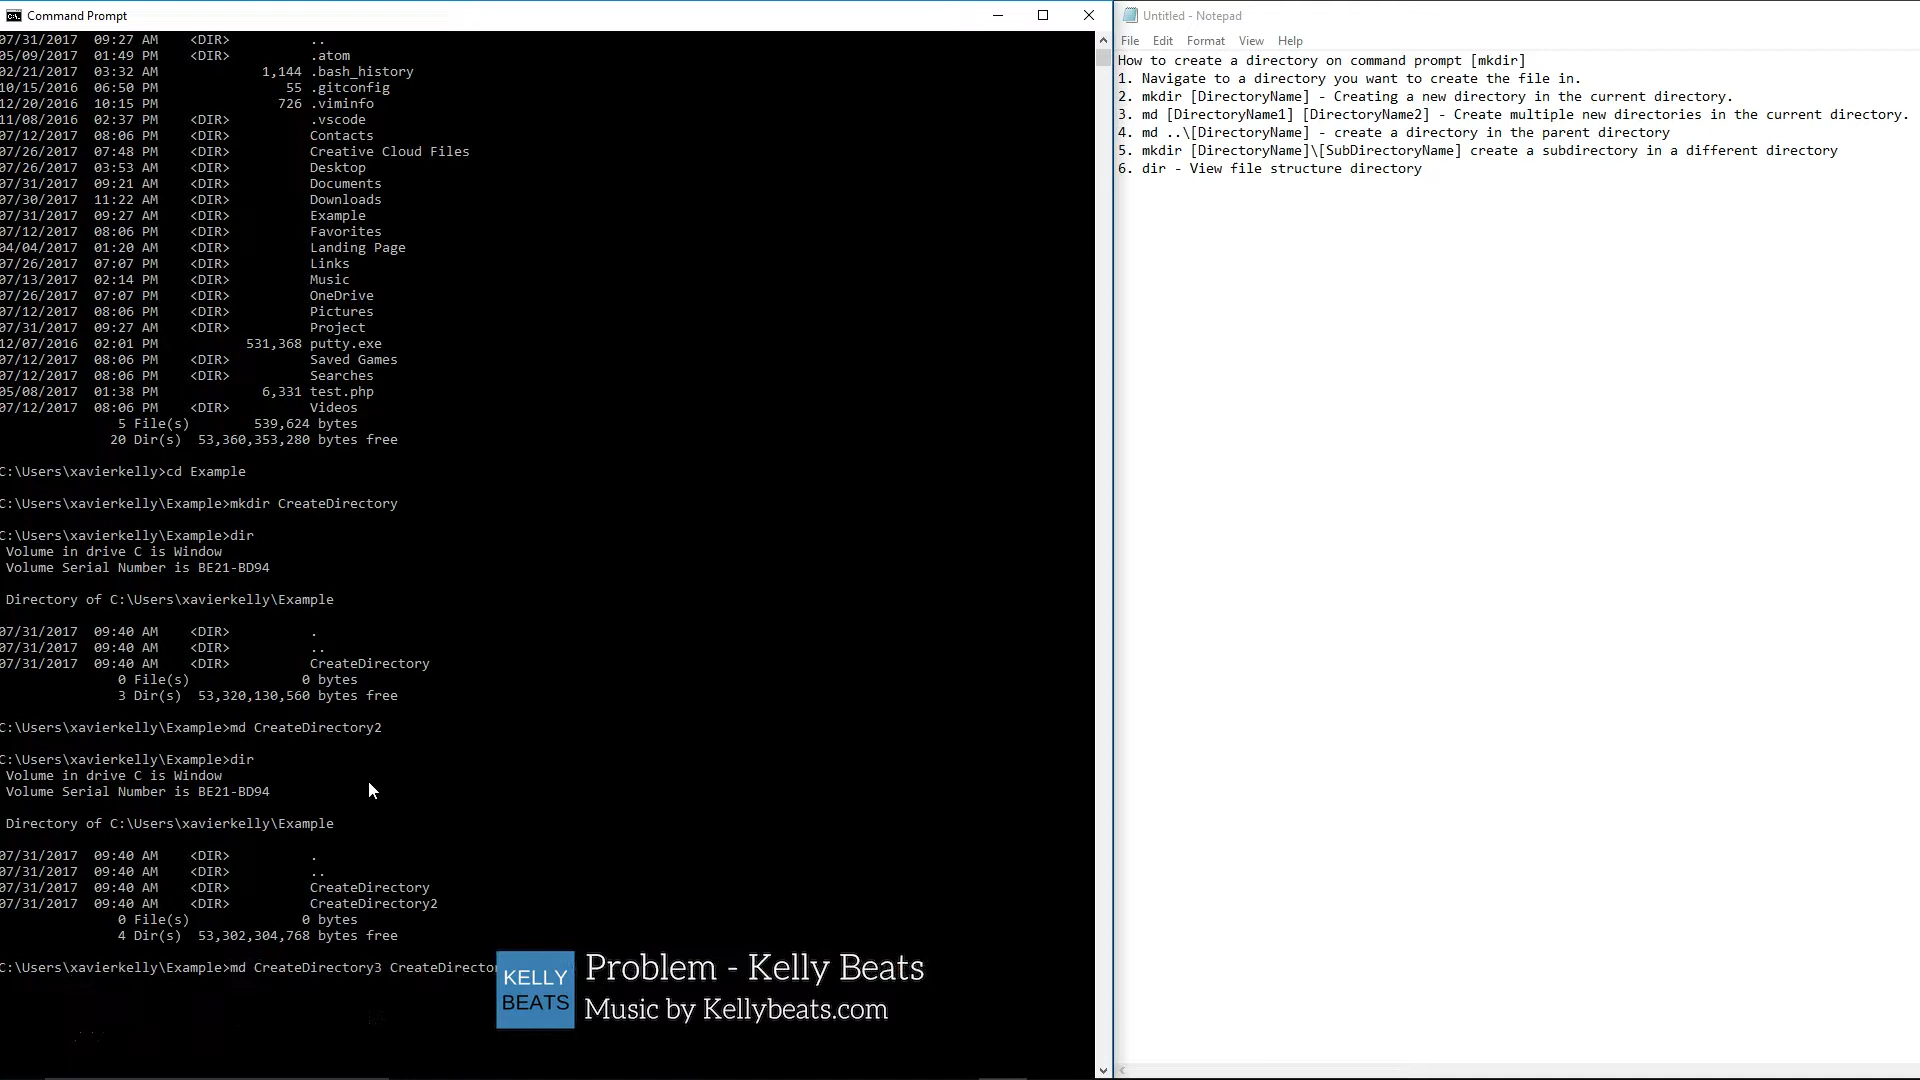 Command Prompt
07/31/2017  09:27 AM    <DIR>          ..
05/09/2017  01:49 PM    <DIR>          .atom
02/21/2017  03:32 AM             1,144 .bash_history
10/15/2016  06:50 PM                55 .gitconfig
12/20/2016  10:15 PM               726 .viminfo
11/08/2016  02:37 PM    <DIR>          .vscode
07/12/2017  08:06 PM    <DIR>          Contacts
07/26/2017  07:48 PM    <DIR>          Creative Cloud Files
07/26/2017  03:53 AM    <DIR>          Desktop
07/31/2017  09:21 AM    <DIR>          Documents
07/30/2017  11:22 AM    <DIR>          Downloads
07/31/2017  09:27 AM    <DIR>          Example
07/12/2017  08:06 PM    <DIR>          Favorites
04/04/2017  01:20 AM    <DIR>          Landing Page
07/26/2017  07:07 PM    <DIR>          Links
07/13/2017  02:14 PM    <DIR>          Music
07/26/2017  07:07 PM    <DIR>          OneDrive
07/12/2017  08:06 PM    <DIR>          Pictures
07/31/2017  09:27 AM    <DIR>          Project
12/07/2016  02:01 PM           531,368 putty.exe
07/12/2017  08:06 PM    <DIR>          Saved Games
07/12/2017  08:06 PM    <DIR>          Searches
05/08/2017  01:38 PM             6,331 test.php
07/12/2017  08:06 PM    <DIR>          Videos
5 File(s)        539,624 bytes
20 Dir(s)  53,360,353,280 bytes free
C:\Users\xavierkelly>cd Example
C:\Users\xavierkelly\Example>mkdir CreateDirectory
C:\Users\xavierkelly\Example>dir
Volume in drive C is Window
Volume Serial Number is BE21-BD94
Directory of C:\Users\xavierkelly\Example
07/31/2017  09:40 AM    <DIR>          .
07/31/2017  09:40 AM    <DIR>          ..
07/31/2017  09:40 AM    <DIR>          CreateDirectory
0 File(s)              0 bytes
3 Dir(s)  53,320,130,560 bytes free
C:\Users\xavierkelly\Example>md CreateDirectory2
C:\Users\xavierkelly\Example>dir
Volume in drive C is Window
Volume Serial Number is BE21-BD94
Directory of C:\Users\xavierkelly\Example
07/31/2017  09:40 AM    <DIR>          .
07/31/2017  09:40 AM    <DIR>          ..
07/31/2017  09:40 AM    <DIR>          CreateDirectory
07/31/2017  09:40 AM    <DIR>          CreateDirectory2
0 File(s)              0 bytes
4 Dir(s)  53,302,304,768 bytes free
C:\Users\xavierkelly\Example>md CreateDirectory3 CreateDirector
KELLY
BEATS
Problem - Kelly Beats
Music by Kellybeats.com
Untitled - Notepad
File Edit Format View Help
How to create a directory on command prompt [mkdir]
1. Navigate to a directory you want to create the file in.
2. mkdir [DirectoryName] - Creating a new directory in the current directory.
3. md [DirectoryName1] [DirectoryName2] - Create multiple new directories in the current directory.
4. md ..\[DirectoryName] - create a directory in the parent directory
5. mkdir [DirectoryName]\[SubDirectoryName] create a subdirectory in a different directory
6. dir - View file structure directory